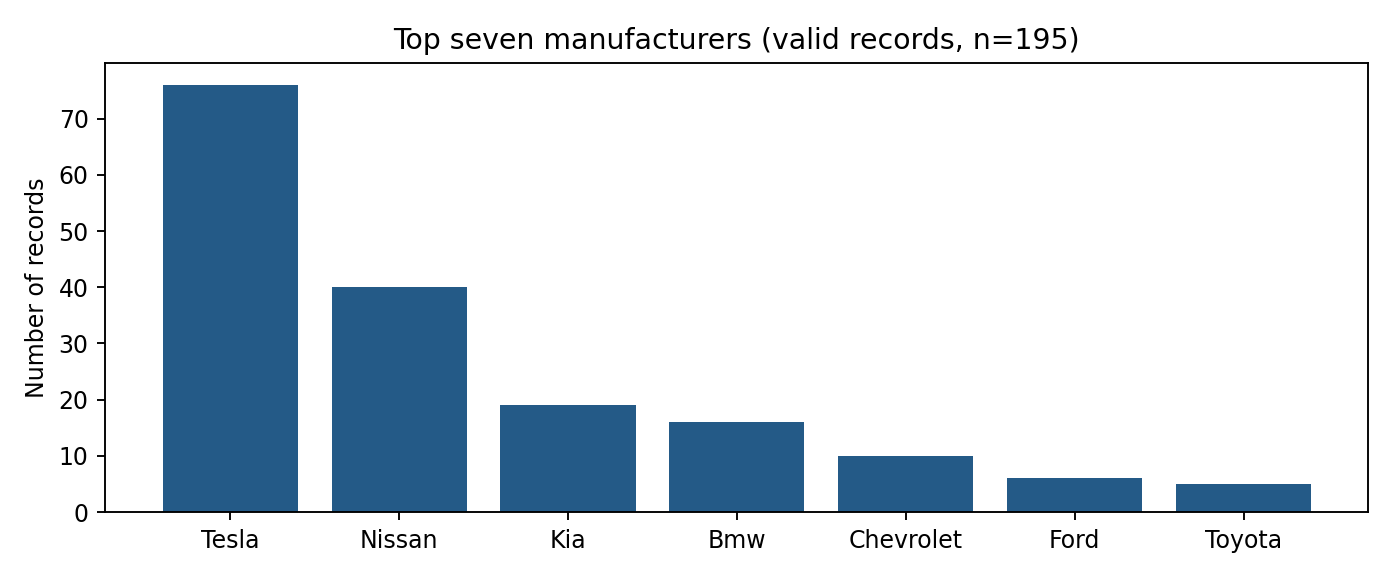 Top seven manufacturers (valid records, n=195)
Number of records
70
60
50
40
30
20
10
0
Tesla Nissan Kia Bmw Chevrolet Ford Toyota